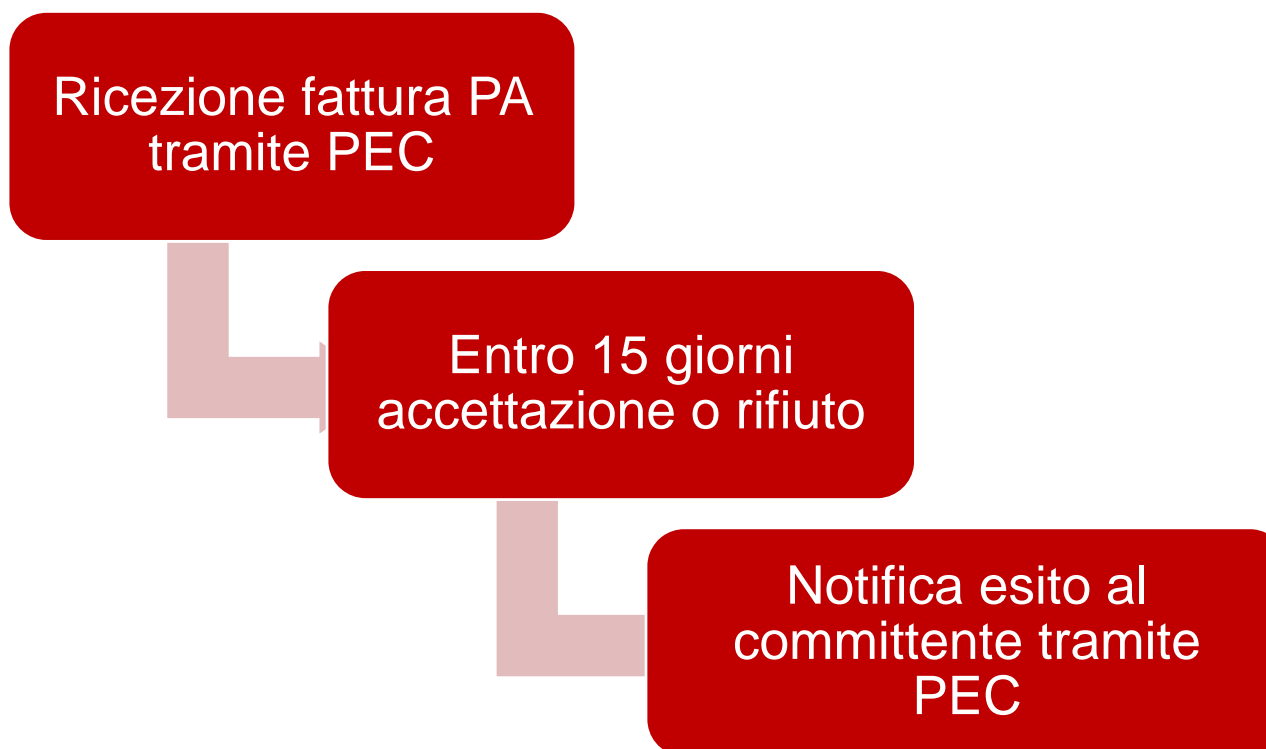 Ricezione fattura PA
tramite PEC
Entro 15 giorni
accettazione o rifiuto
Notifica esito al
committente tramite
PEC